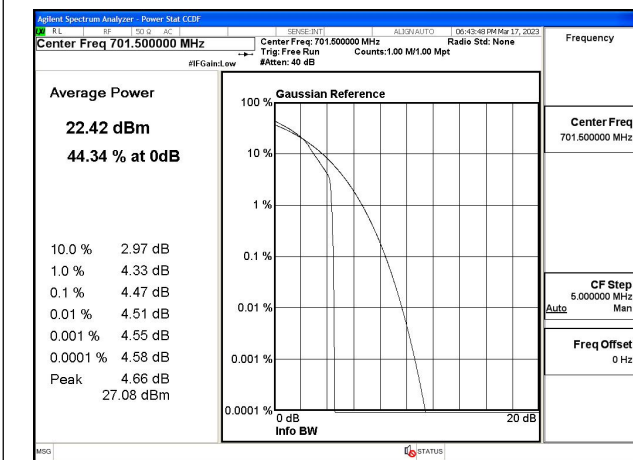 Agilent Spectrum Analyzer - Power Stat CCDF
LXI RL RF 50 Ω AC SENSE:INT ALIGN AUTO 06:43:48 PM Mar 17, 2023
Center Freq 701.500000 MHz
Center Freq: 701.500000 MHz Radio Std: None
Trig: Free Run Counts:1.00 M/1.00 Mpt
#IFGain:Low #Atten: 40 dB
Frequency
Average Power
22.42 dBm
44.34 % at 0dB
10.0 % 2.97 dB
1.0 % 4.33 dB
0.1 % 4.47 dB
0.01 % 4.51 dB
0.001 % 4.55 dB
0.0001 % 4.58 dB
Peak 4.66 dB
27.08 dBm
Gaussian Reference
100 %
10 %
1 %
0.1 %
0.01 %
0.001 %
0.0001 %
0 dB 20 dB
Info BW
Center Freq
701.500000 MHz
CF Step
5.000000 MHz
Auto Man
Freq Offset
0 Hz
MSG STATUS